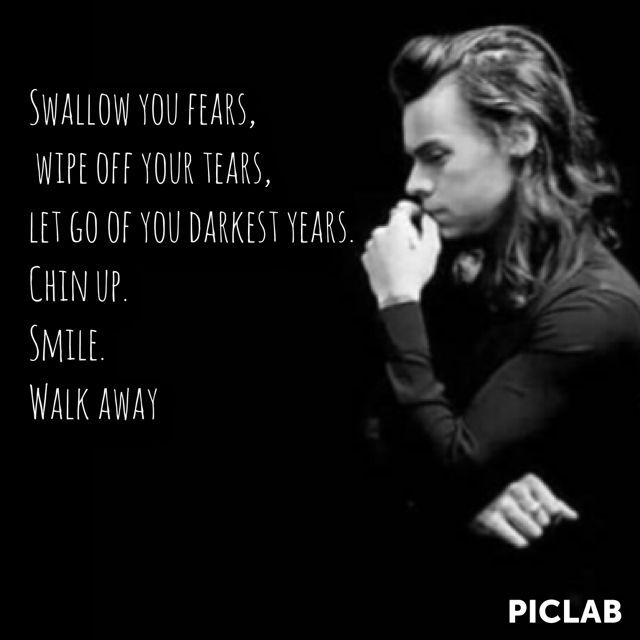 Swallow you fears,
wipe off your tears,
let go of you darkest years.
Chin up.
Smile.
Walk away
PICLAB